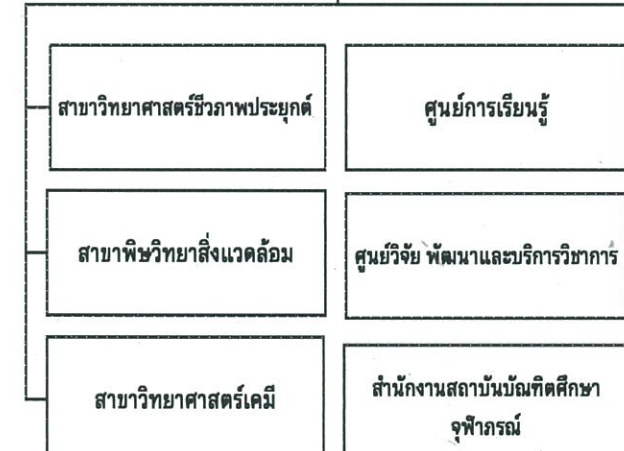 สาขาวิทยาศาสตร์ชีวภาพประยุกต์
ศูนย์การเรียนรู้
สาขาพิษวิทยาสิ่งแวดล้อม
ศูนย์วิจัย พัฒนาและบริการวิชาการ
สาขาวิทยาศาสตร์เคมี
สำนักงานสถาบันบัณฑิตศึกษา
จุฬาภรณ์